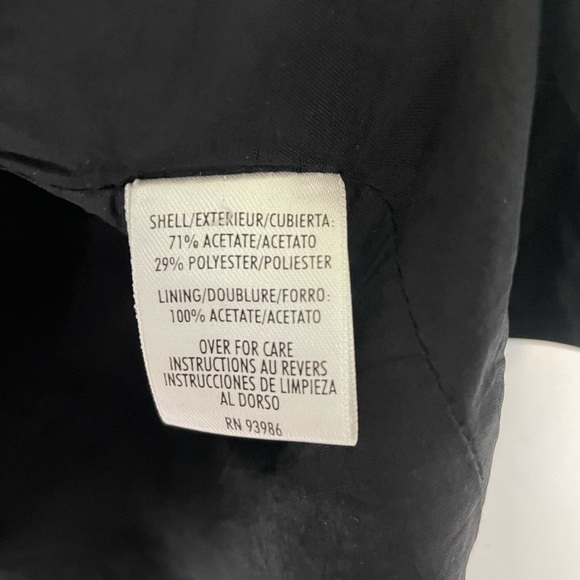 SHELL/EXTERIEUR/CUBIERTA:
71% ACETATE/ACETATO
29% POLYESTER/POLIESTER
LINING/DOUBLURE/FORRO:
100% ACETATE/ACETATO
OVER FOR CARE
INSTRUCTIONS AU REVERS
INSTRUCCIONES DE LIMPIEZA
AL DORSO
RN 93986